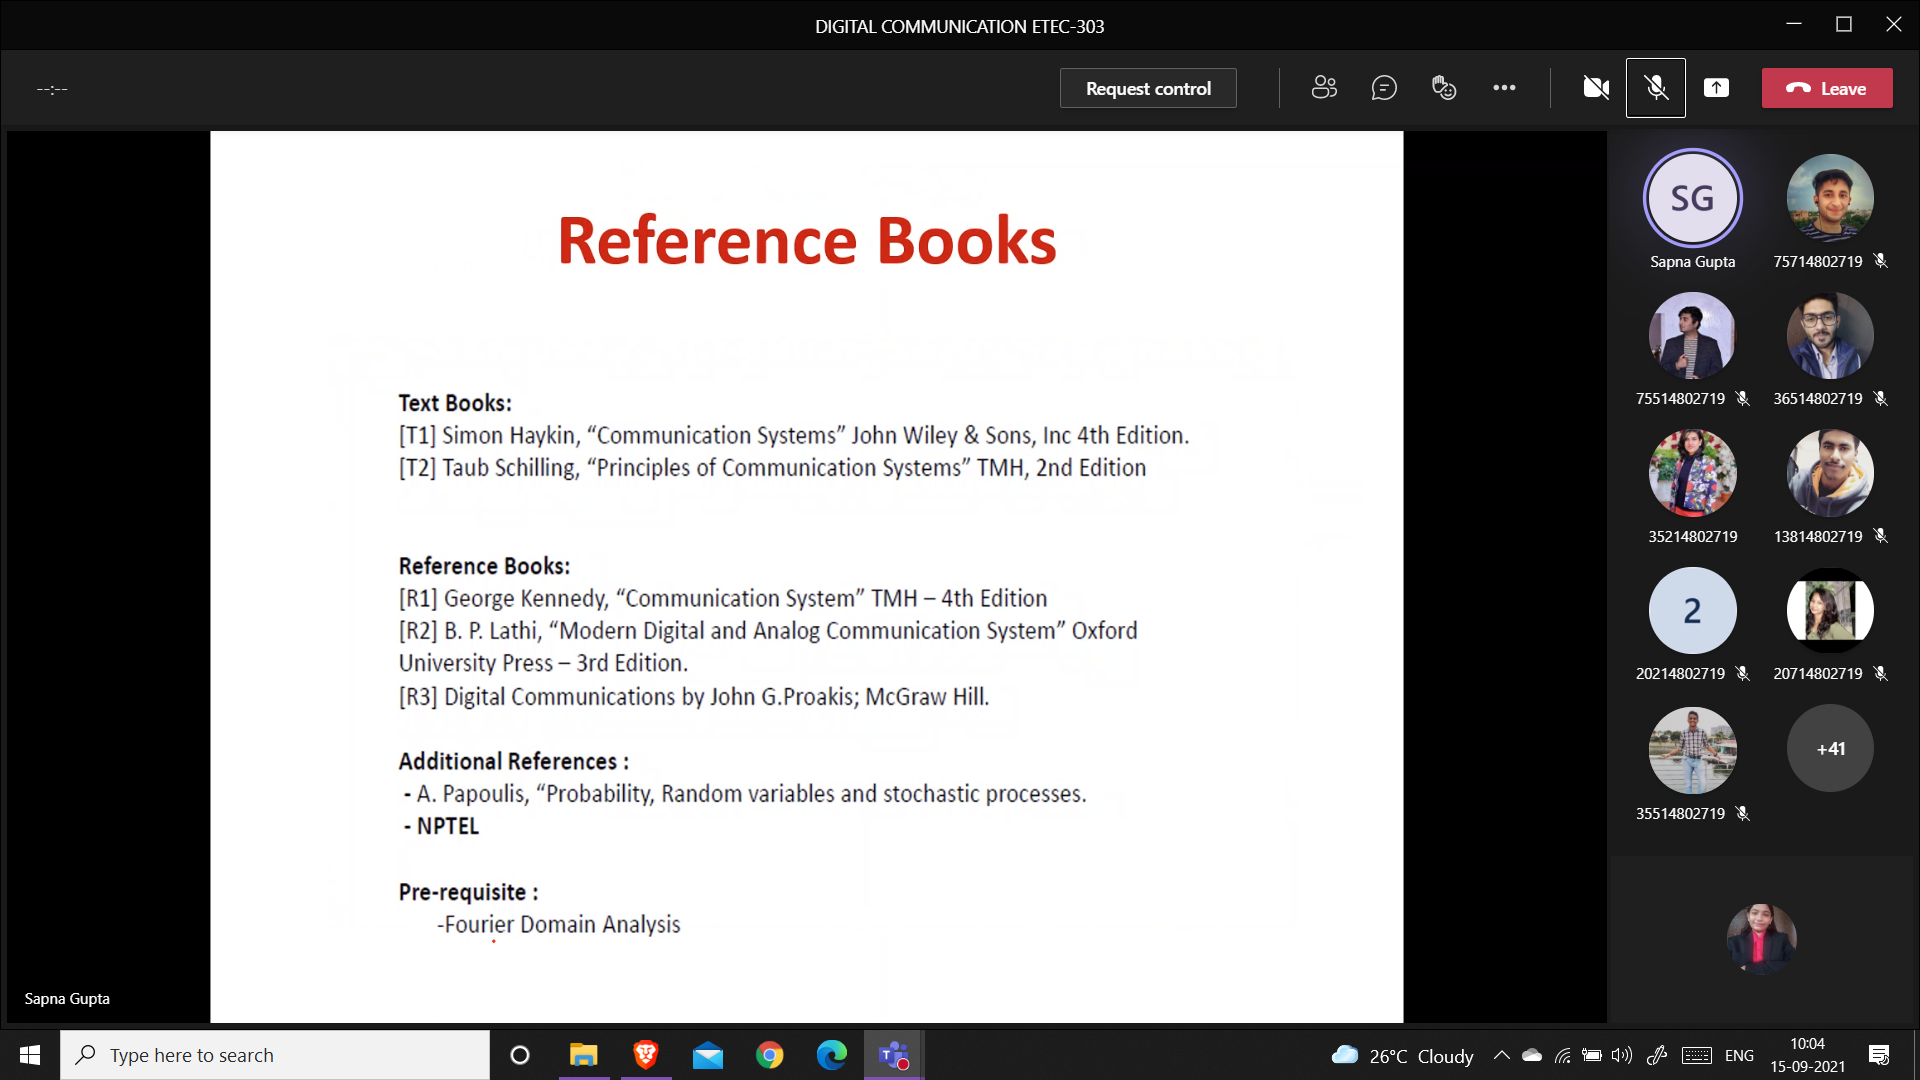 DIGITAL COMMUNICATION ETEC-303
--:--
Request control
Leave
Reference Books
Text Books:
[T1] Simon Haykin, “Communication Systems” John Wiley & Sons, Inc 4th Edition.
[T2] Taub Schilling, “Principles of Communication Systems” TMH, 2nd Edition
Reference Books:
[R1] George Kennedy, “Communication System” TMH – 4th Edition
[R2] B. P. Lathi, “Modern Digital and Analog Communication System” Oxford
University Press – 3rd Edition.
[R3] Digital Communications by John G.Proakis; McGraw Hill.
Additional References :
- A. Papoulis, “Probability, Random variables and stochastic processes.
- NPTEL
Pre-requisite :
-Fourier Domain Analysis
Sapna Gupta
SG
Sapna Gupta
75714802719
75514802719
36514802719
35214802719
13814802719
2
20214802719
20714802719
35514802719
+41
Type here to search
26°C Cloudy
ENG
10:04
15-09-2021